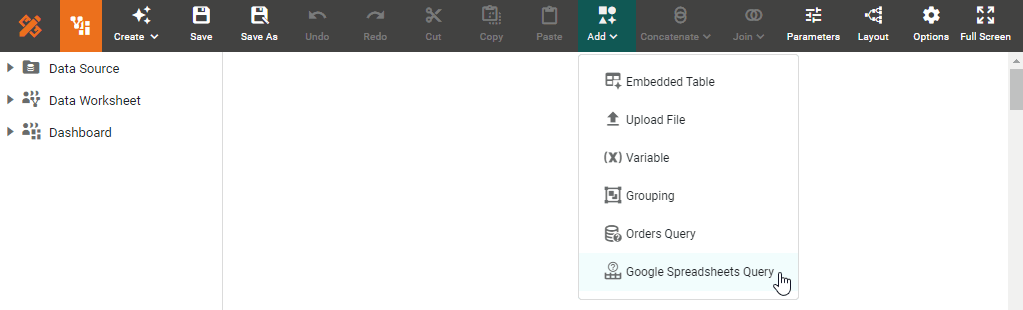 Create
Save
Save As
Undo
Redo
Cut
Copy
Paste
Add
Concatenate
Join
Parameters
Layout
Options
Full Screen
Data Source
Data Worksheet
Dashboard
Embedded Table
Upload File
(X) Variable
Grouping
Orders Query
Google Spreadsheets Query